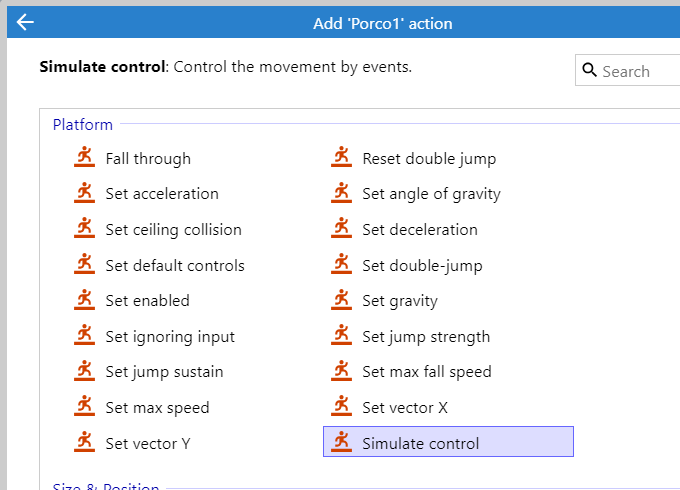 Add 'Porco1' action
Simulate control: Control the movement by events.
Search
Platform
Fall through
Reset double jump
Set acceleration
Set angle of gravity
Set ceiling collision
Set deceleration
Set default controls
Set double-jump
Set enabled
Set gravity
Set ignoring input
Set jump strength
Set jump sustain
Set max fall speed
Set max speed
Set vector X
Set vector Y
Simulate control
Size & Position